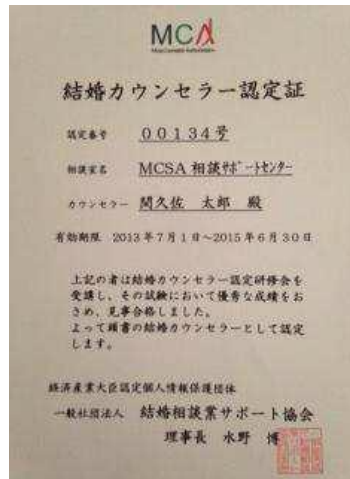 MCA
結婚カウンセラー認定証
認定番号 00134号
相談室名 MCSA 相談ｻﾎﾟｰﾄｾﾝﾀｰ
カウンセラー 関久佐 太郎 殿
有効期限 2013年7月1日～2015年6月30日
上記の者は結婚カウンセラー認定研修会を
受講し、その試験において優秀な成績をお
さめ、見事合格しました。
よって頭書の結婚カウンセラーとして認定
します。
経済産業大臣認定個人情報保護団体
一般社団法人 結婚相談業サポート協会
理事長 水野 博